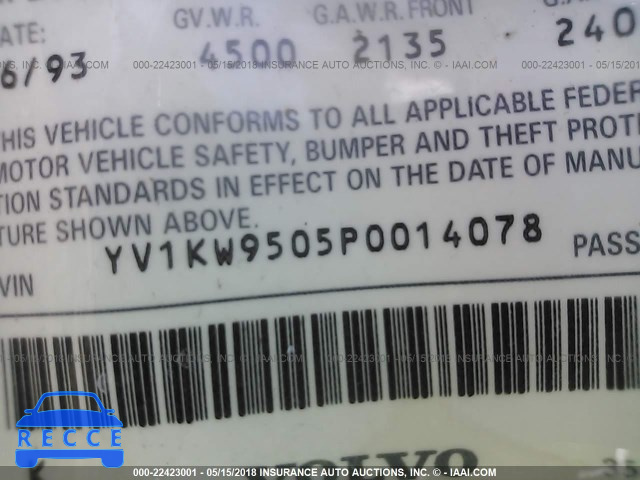 GV.W.R. G.A.W.R. FRONT
ATE:
6/93 4500 2135 240
000-22423001 - 05/15/2018 © IAAI.COM
INSURANCE AUTO AUCTIONS, INC.
HIS VEHICLE CONFORMS TO ALL APPLICABLE FEDER
MOTOR VEHICLE SAFETY, BUMPER AND THEFT PROTE
TION STANDARDS IN EFFECT ON THE DATE OF MANU
TURE SHOWN ABOVE.
VIN YV1KW9505P0014078 PASS
RECCE
VOLVO
000-22423001 - 05/15/2018 INSURANCE AUTO AUCTIONS, INC. - © IAAI.COM